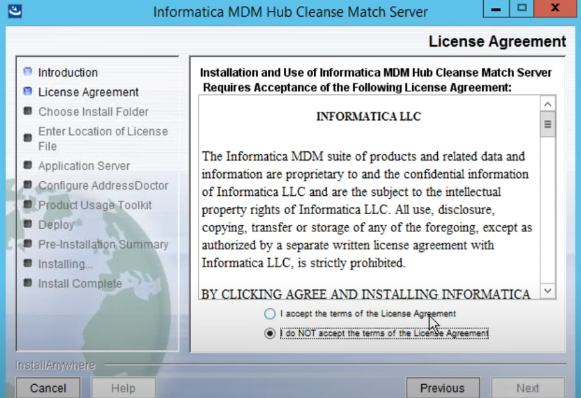 Informatica MDM Hub Cleanse Match Server
License Agreement
Introduction
License Agreement
Choose Install Folder
Enter Location of License
File
Application Server
Configure AddressDoctor
Product Usage Toolkit
Deploy
Pre-Installation Summary
Installing...
Install Complete
Installation and Use of Informatica MDM Hub Cleanse Match Server
Requires Acceptance of the Following License Agreement:
INFORMATICA LLC
The Informatica MDM suite of products and related data and
information are proprietary to and the confidential information
of Informatica LLC and are the subject to the intellectual
property rights of Informatica LLC. All use, disclosure,
copying, transfer or storage of any of the foregoing, except as
authorized by a separate written license agreement with
Informatica LLC, is strictly prohibited.
BY CLICKING AGREE AND INSTALLING INFORMATICA
I accept the terms of the License Agreement
I do NOT accept the terms of the License Agreement
InstallAnywhere
Cancel
Help
Previous
Next